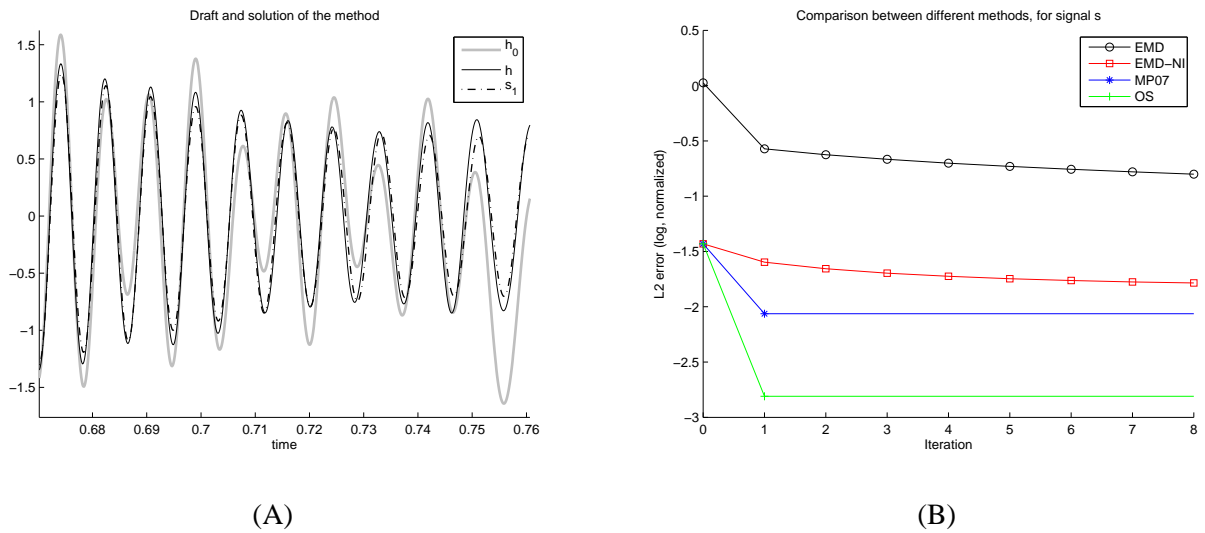 Draft and solution of the method
h0
h
s1
1.5
1
0.5
0
−0.5
−1
−1.5
0.68
0.69
0.7
0.71
0.72
0.73
0.74
0.75
0.76
time
(A)
Comparison between different methods, for signal s
EMD
EMD−NI
MP07
OS
L2 error (log, normalized)
0.5
0
−0.5
−1
−1.5
−2
−2.5
−3
0
1
2
3
4
5
6
7
8
Iteration
(B)